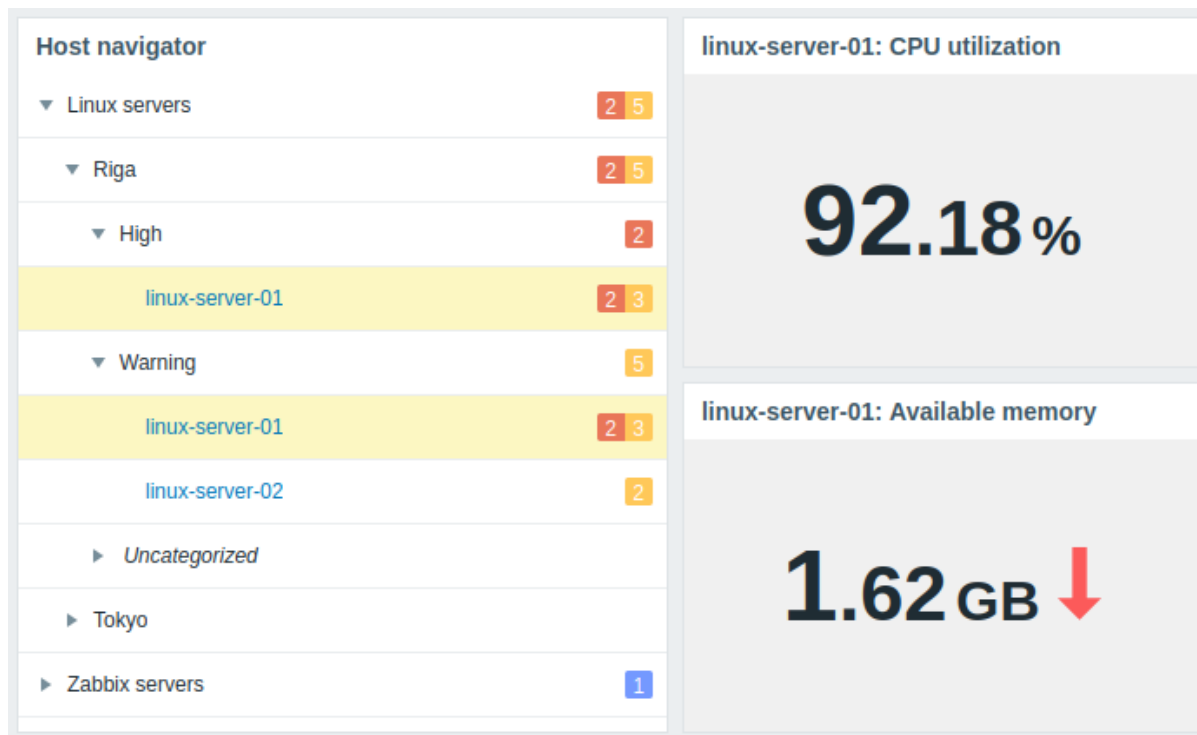 Host navigator
Linux servers 2 5
Riga 2 5
High 2
linux-server-01 2 3
Warning 5
linux-server-01 2 3
linux-server-02 2
Uncategorized
Tokyo
Zabbix servers 1
linux-server-01: CPU utilization
92.18 %
linux-server-01: Available memory
1.62 GB